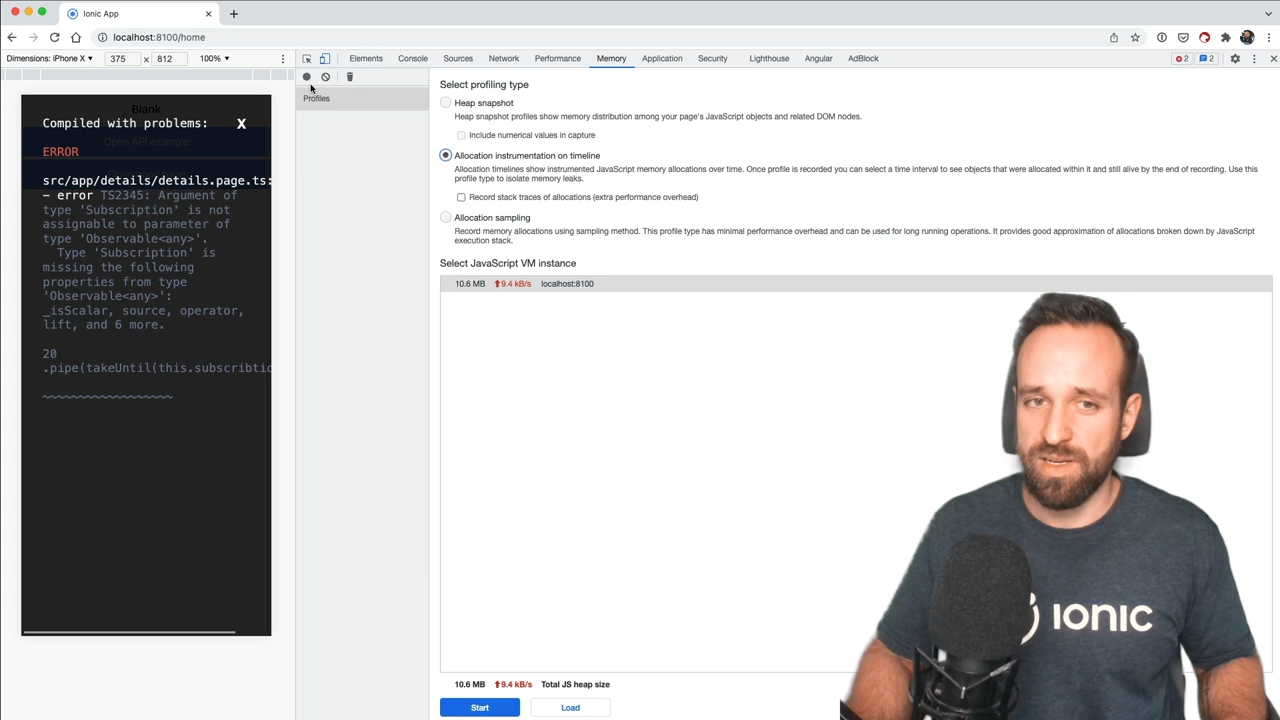 Ionic App
localhost:8100/home
Dimensions: iPhone X 375 × 812 100%
Elements Console Sources Network Performance Memory Application Security Lighthouse Angular AdBlock 2 2
Profiles
Blank
Open API example
Compiled with problems: X
ERROR
src/app/details/details.page.ts:
– error TS2345: Argument of
type 'Subscription' is not
assignable to parameter of
type 'Observable<any>'.
Type 'Subscription' is
missing the following
properties from type
'Observable<any>':
_isScalar, source, operator,
lift, and 6 more.
20
.pipe(takeUntil(this.subscribtio
~~~~~~~~~~~~~~~~~~
Select profiling type
Heap snapshot
Heap snapshot profiles show memory distribution among your page's JavaScript objects and related DOM nodes.
Include numerical values in capture
Allocation instrumentation on timeline
Allocation timelines show instrumented JavaScript memory allocations over time. Once profile is recorded you can select a time interval to see objects that were allocated within it and still alive by the end of recording. Use this
profile type to isolate memory leaks.
Record stack traces of allocations (extra performance overhead)
Allocation sampling
Record memory allocations using sampling method. This profile type has minimal performance overhead and can be used for long running operations. It provides good approximation of allocations broken down by JavaScript
execution stack.
Select JavaScript VM instance
10.6 MB 9.4 kB/s localhost:8100
10.6 MB 9.4 kB/s Total JS heap size
Start Load
IONIC